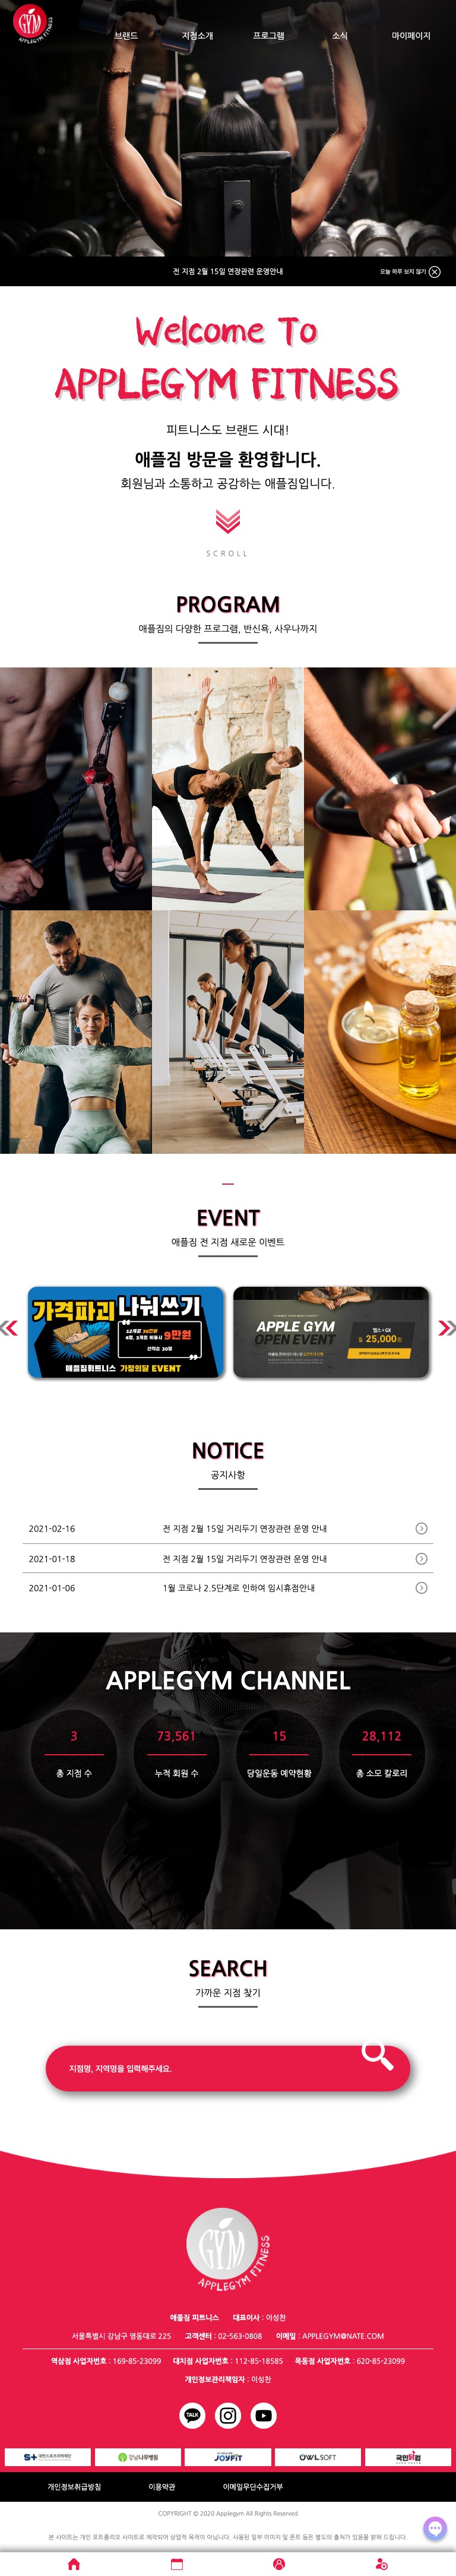 GYM
APPLEGYM FITNESS
브랜드 지점소개 프로그램 소식 마이페이지
전 지점 2월 15일 연장관련 운영안내 오늘 하루 보지 않기
Welcome To
APPLEGYM FITNESS
피트니스도 브랜드 시대!
애플짐 방문을 환영합니다.
회원님과 소통하고 공감하는 애플짐입니다.
SCROLL
PROGRAM
애플짐의 다양한 프로그램, 반신욕, 사우나까지
EVENT
애플짐 전 지점 새로운 이벤트
가격파괴 나눠쓰기
9만원
선착순 30명
애플짐휘트니스 가정의달 EVENT
APPLE GYM
OPEN EVENT
헬스+GX
월 25,000원
NOTICE
공지사항
2021-02-16 전 지점 2월 15일 거리두기 연장관련 운영 안내
2021-01-18 전 지점 2월 15일 거리두기 연장관련 운영 안내
2021-01-06 1월 코로나 2.5단계로 인하여 임시휴점안내
APPLEGYM CHANNEL
3 73,561 15 28,112
총 지점 수 누적 회원 수 당일운동 예약현황 총 소모 칼로리
SEARCH
가까운 지점 찾기
지점명, 지역명을 입력해주세요.
GYM
APPLEGYM FITNESS
애플짐 피트니스 대표이사 : 이성찬
서울특별시 강남구 영동대로 225 고객센터 : 02-563-0808 이메일 : APPLEGYM@NATE.COM
역삼점 사업자번호 : 169-85-23099 대치점 사업자번호 : 112-85-18585 목동점 사업자번호 : 620-85-23099
개인정보관리책임자 : 이성찬
TALK
S+ 대한스포츠의학재단 강남나무병원 JOYFIT OWLSOFT 국민닭컴
개인정보취급방침 이용약관 이메일무단수집거부
COPYRIGHT © 2020 Applegym All Rights Reserved
본 사이트는 개인 포트폴리오 사이트로 제작되어 상업적 목적이 아닙니다. 사용된 일부 이미지 및 폰트 등은 별도의 출처가 있음을 밝혀 드립니다.